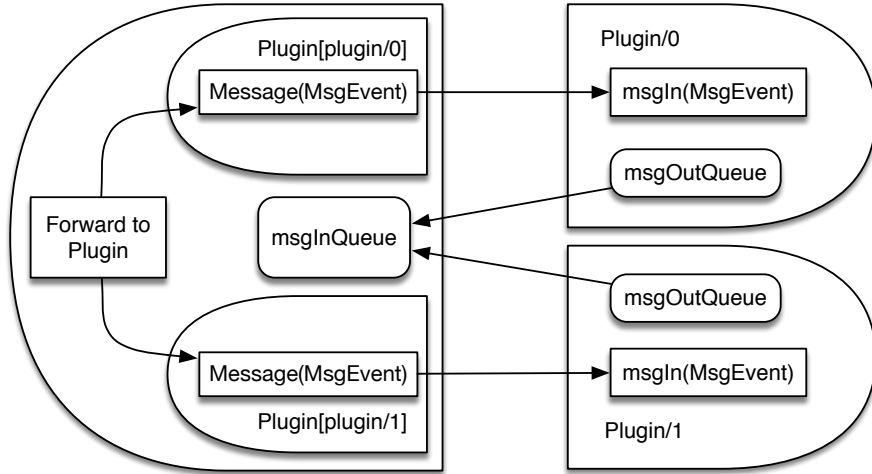 Plugin[plugin/0]
Message(MsgEvent)
Forward to
Plugin
msgInQueue
Message(MsgEvent)
Plugin[plugin/1]
Plugin/0
msgIn(MsgEvent)
msgOutQueue
msgOutQueue
msgIn(MsgEvent)
Plugin/1